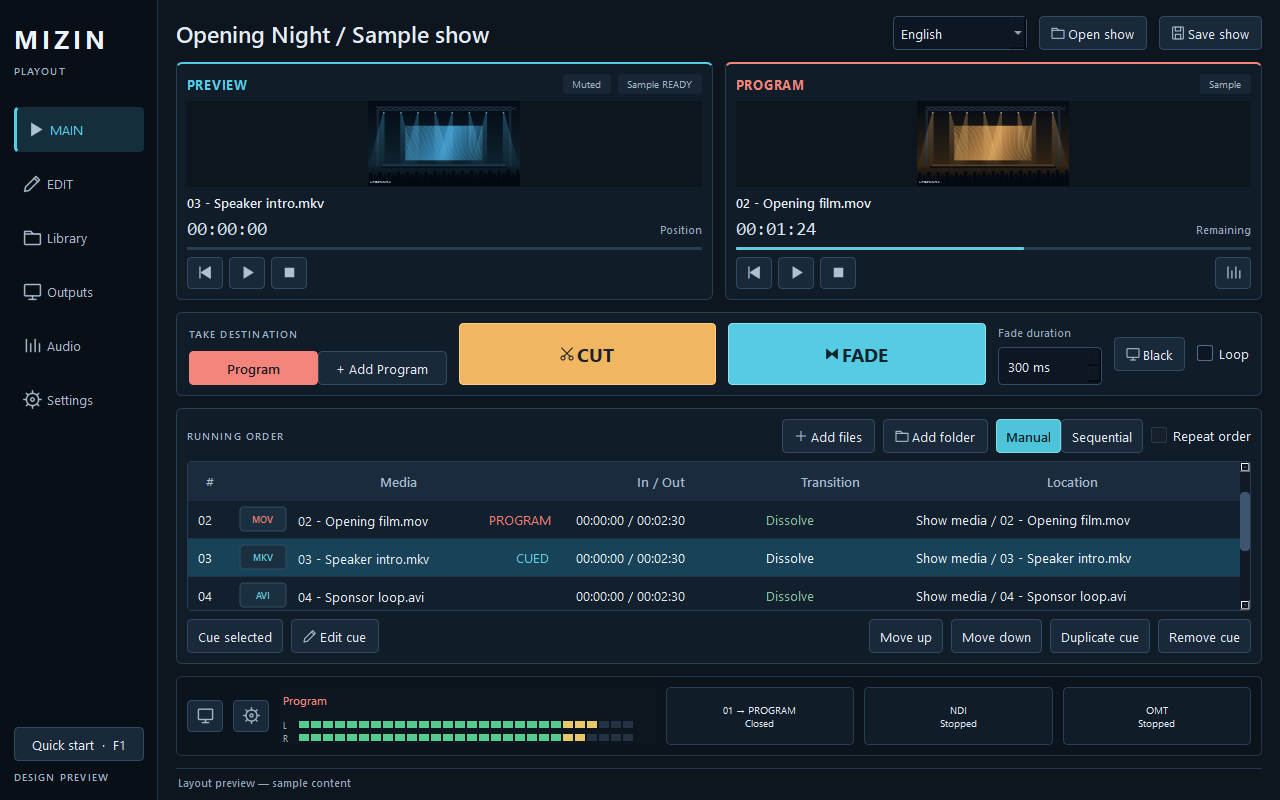 MIZIN
PLAYOUT
MAIN
EDIT
Library
Outputs
Audio
Settings
Quick start · F1
DESIGN PREVIEW
Opening Night / Sample show
English
Open show
Save show
PREVIEW
Muted
Sample READY
03 - Speaker intro.mkv
00:00:00
Position
PROGRAM
Sample
02 - Opening film.mov
00:01:24
Remaining
TAKE DESTINATION
Program
+ Add Program
CUT
FADE
Fade duration
300 ms
Black
Loop
RUNNING ORDER
Add files
Add folder
Manual
Sequential
Repeat order
# Media In / Out Transition Location
02 MOV 02 - Opening film.mov PROGRAM 00:00:00 / 00:02:30 Dissolve Show media / 02 - Opening film.mov
03 MKV 03 - Speaker intro.mkv CUED 00:00:00 / 00:02:30 Dissolve Show media / 03 - Speaker intro.mkv
04 AVI 04 - Sponsor loop.avi 00:00:00 / 00:02:30 Dissolve Show media / 04 - Sponsor loop.avi
Cue selected
Edit cue
Move up
Move down
Duplicate cue
Remove cue
Program
L
R
01 → PROGRAM
Closed
NDI
Stopped
OMT
Stopped
Layout preview — sample content